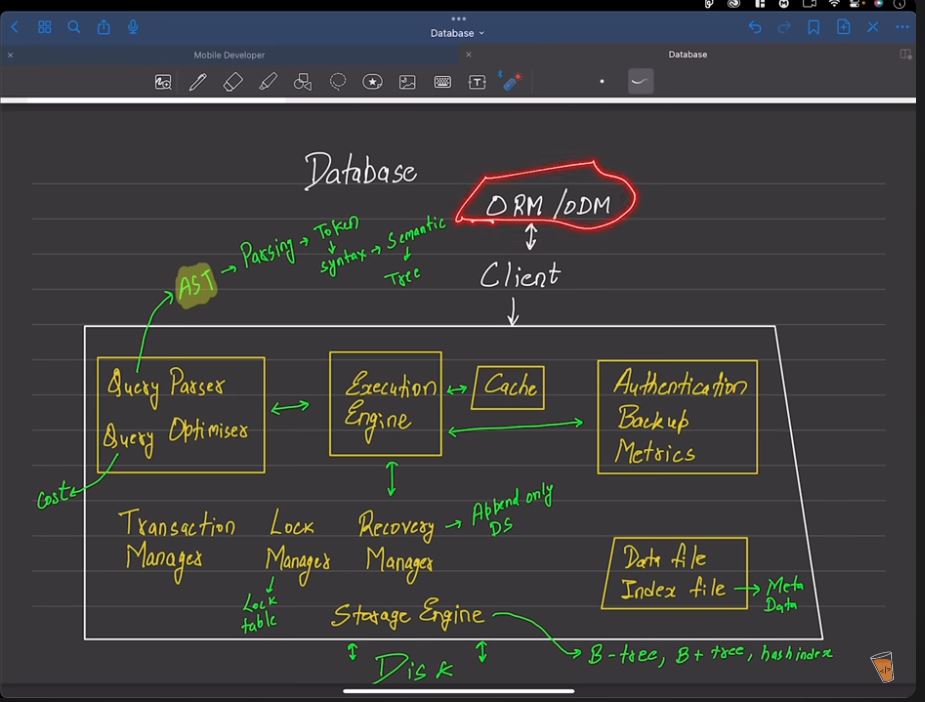 Database
Mobile Developer
Database
Database
ORM/ODM
Client
AST → Parsing → Token
↓
syntax → Semantic
↓
Tree
Query Parser
Query Optimiser
cost
Execution
Engine
Cache
Authentication
Backup
Metrics
Transaction
Manager
Lock
Manager
Lock
table
Recovery
Manager
Append only
DS
Data file
Index file → Meta
Data
Storage Engine
B-tree, B+ tree, hash index
Disk